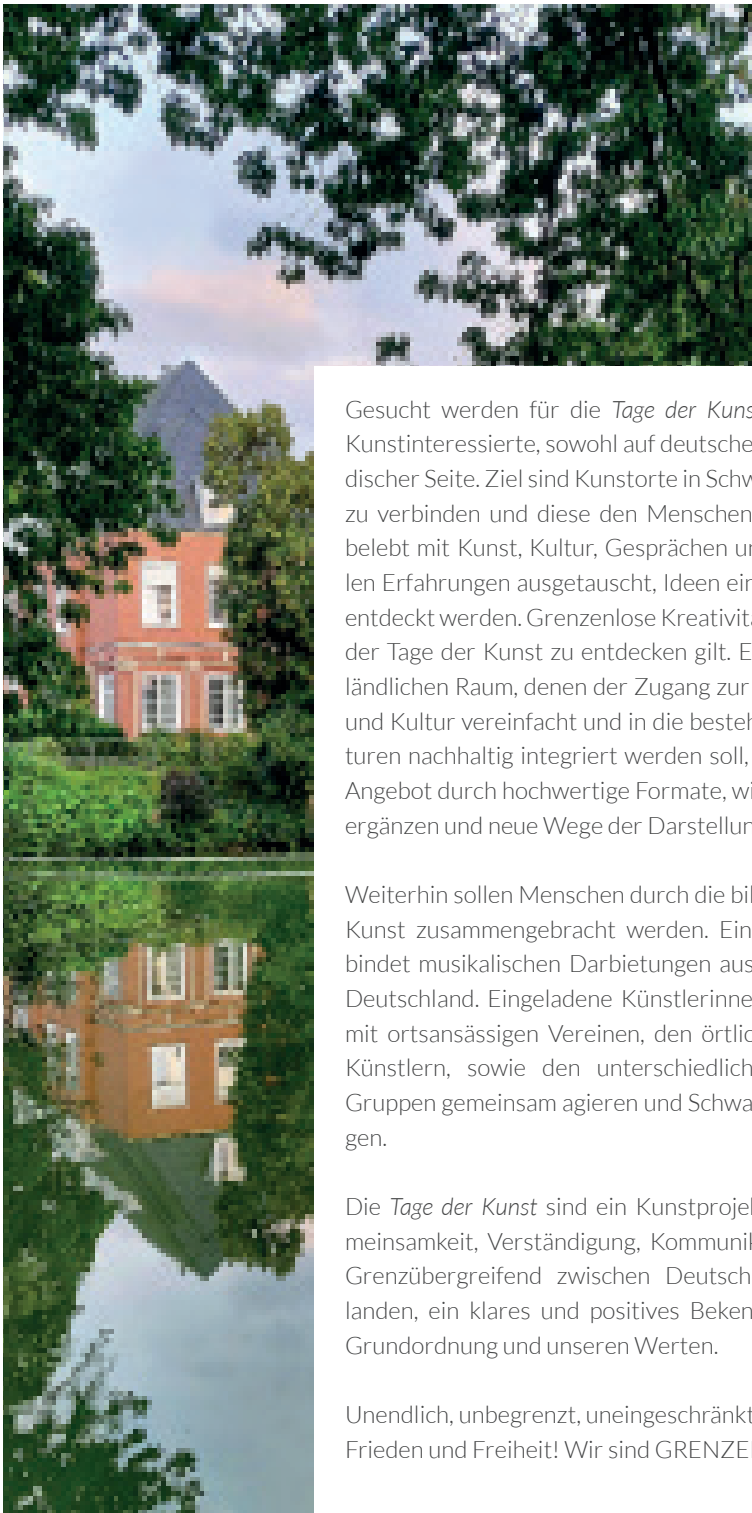 Gesucht werden für die Tage der Kuns
Kunstinteressierte, sowohl auf deutsche
discher Seite. Ziel sind Kunstorte in Schw
zu verbinden und diese den Menschen
belebt mit Kunst, Kultur, Gesprächen un
len Erfahrungen ausgetauscht, Ideen ein
entdeckt werden. Grenzenlose Kreativitä
der Tage der Kunst zu entdecken gilt. E
ländlichen Raum, denen der Zugang zur
und Kultur vereinfacht und in die besteh
turen nachhaltig integriert werden soll,
Angebot durch hochwertige Formate, wi
ergänzen und neue Wege der Darstellun
Weiterhin sollen Menschen durch die bil
Kunst zusammengebracht werden. Ein
bindet musikalischen Darbietungen aus
Deutschland. Eingeladene Künstlerinne
mit ortsansässigen Vereinen, den örtlic
Künstlern, sowie den unterschiedlich
Gruppen gemeinsam agieren und Schwa
gen.
Die Tage der Kunst sind ein Kunstprojek
meinsamkeit, Verständigung, Kommunik
Grenzübergreifend zwischen Deutsch
landen, ein klares und positives Beken
Grundordnung und unseren Werten.
Unendlich, unbegrenzt, uneingeschränkt
Frieden und Freiheit! Wir sind GRENZE